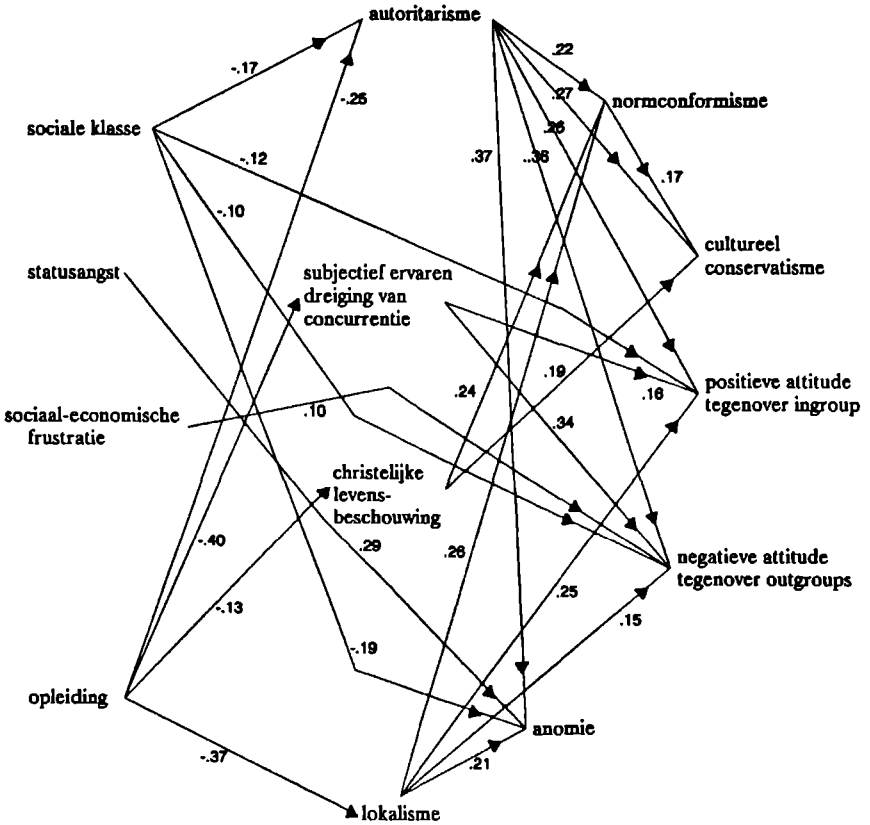 autoritarisme
.22
-.17
.27
normconformisme
-.25
.26
sociale klasse
-.12
.37
..36
.17
-.10
cultureel
conservatisme
statusangst
subjectief ervaren
dreiging van
concurrentie
.19
.16
positieve attitude
tegenover ingroup
.24
sociaal-economische
frustratie
.10
.34
christelijke
levens-
beschouwing
-.40
.29
.26
negatieve attitude
tegenover outgroups
.25
-.13
.15
-.19
opleiding
anomie
-.37
.21
lokalisme